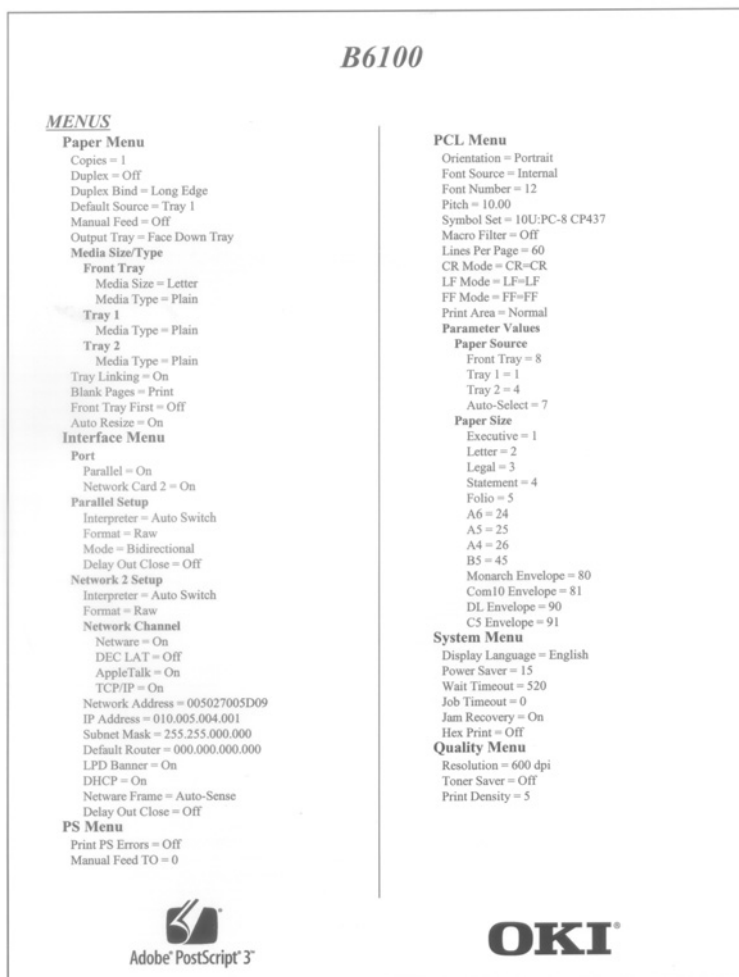 B6100
MENUS
Paper Menu
Copies = 1
Duplex = Off
Duplex Bind = Long Edge
Default Source = Tray 1
Manual Feed = Off
Output Tray = Face Down Tray
Media Size/Type
Front Tray
Media Size = Letter
Media Type = Plain
Tray 1
Media Type = Plain
Tray 2
Media Type = Plain
Tray Linking = On
Blank Pages = Print
Front Tray First = Off
Auto Resize = On
Interface Menu
Port
Parallel = On
Network Card 2 = On
Parallel Setup
Interpreter = Auto Switch
Format = Raw
Mode = Bidirectional
Delay Out Close = Off
Network 2 Setup
Interpreter = Auto Switch
Format = Raw
Network Channel
Netware = On
DEC LAT = Off
AppleTalk = On
TCP/IP = On
Network Address = 005027005D09
IP Address = 010.005.004.001
Subnet Mask = 255.255.000.000
Default Router = 000.000.000.000
LPD Banner = On
DHCP = On
Netware Frame = Auto-Sense
Delay Out Close = Off
PS Menu
Print PS Errors = Off
Manual Feed TO = 0
PCL Menu
Orientation = Portrait
Font Source = Internal
Font Number = 12
Pitch = 10.00
Symbol Set = 10U:PC-8 CP437
Macro Filter = Off
Lines Per Page = 60
CR Mode = CR=CR
LF Mode = LF=LF
FF Mode = FF=FF
Print Area = Normal
Parameter Values
Paper Source
Front Tray = 8
Tray 1 = 1
Tray 2 = 4
Auto-Select = 7
Paper Size
Executive = 1
Letter = 2
Legal = 3
Statement = 4
Folio = 5
A6 = 24
A5 = 25
A4 = 26
B5 = 45
Monarch Envelope = 80
Com10 Envelope = 81
DL Envelope = 90
C5 Envelope = 91
System Menu
Display Language = English
Power Saver = 15
Wait Timeout = 520
Job Timeout = 0
Jam Recovery = On
Hex Print = Off
Quality Menu
Resolution = 600 dpi
Toner Saver = Off
Print Density = 5
Adobe® PostScript® 3™
OKI®